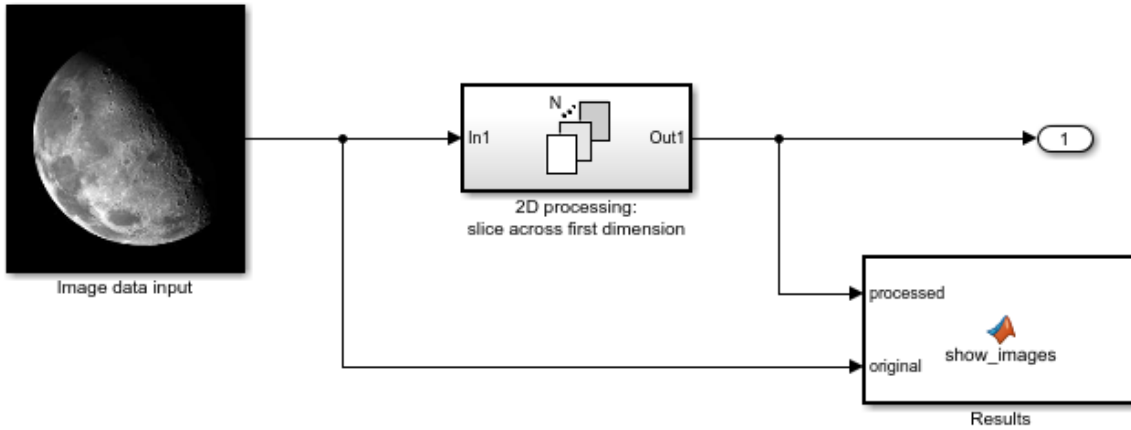 Image data input
N
In1
Out1
2D processing:
slice across first dimension
1
processed
show_images
original
Results